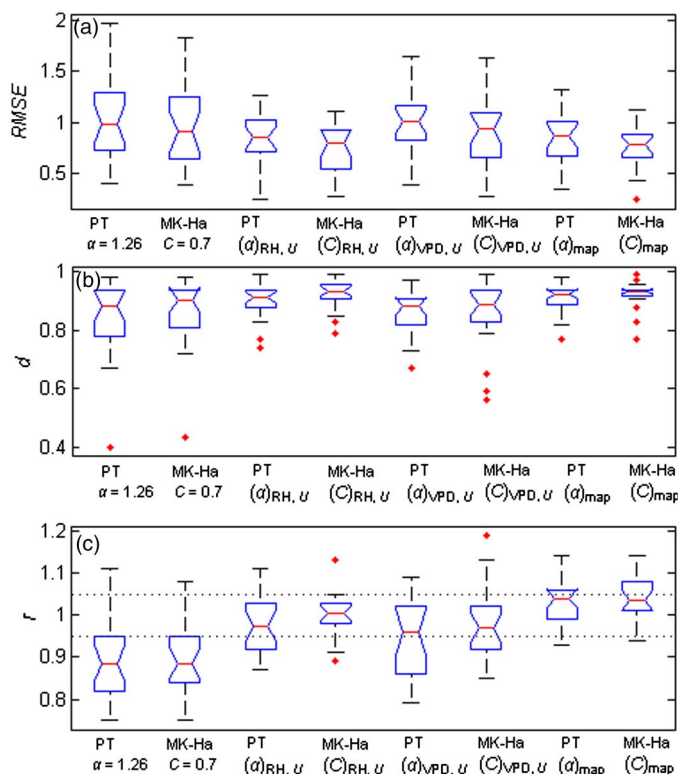 (a)
RMSE
2
1.5
1
0.5
PT MK-Ha PT MK-Ha PT MK-Ha PT MK-Ha
α = 1.26 C = 0.7 (α)RH, U (C)RH, U (α)VPD, U (C)VPD, U (α)map (C)map
(b)
d
1
0.8
0.6
0.4
PT MK-Ha PT MK-Ha PT MK-Ha PT MK-Ha
α = 1.26 C = 0.7 (α)RH, U (C)RH, U (α)VPD, U (C)VPD, U (α)map (C)map
(c)
r
1.2
1.1
1
0.9
0.8
PT MK-Ha PT MK-Ha PT MK-Ha PT MK-Ha
α = 1.26 C = 0.7 (α)RH, U (C)RH, U (α)VPD, U (C)VPD, U (α)map (C)map